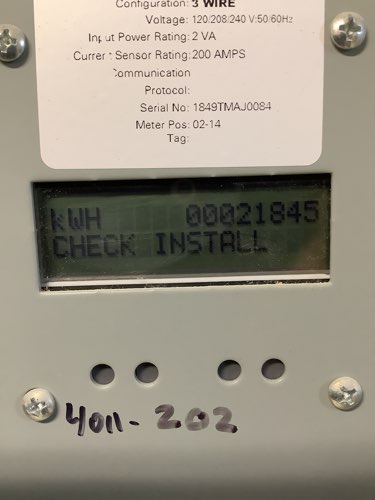 Configuration: 3 WIRE
Voltage: 120/208/240 V:50/60Hz
Input Power Rating: 2 VA
Current Sensor Rating: 200 AMPS
Communication
Protocol:
Serial No: 1849TMAJ0084
Meter Pos: 02-14
Tag:
kWH 00021845
CHECK INSTALL
4011-202